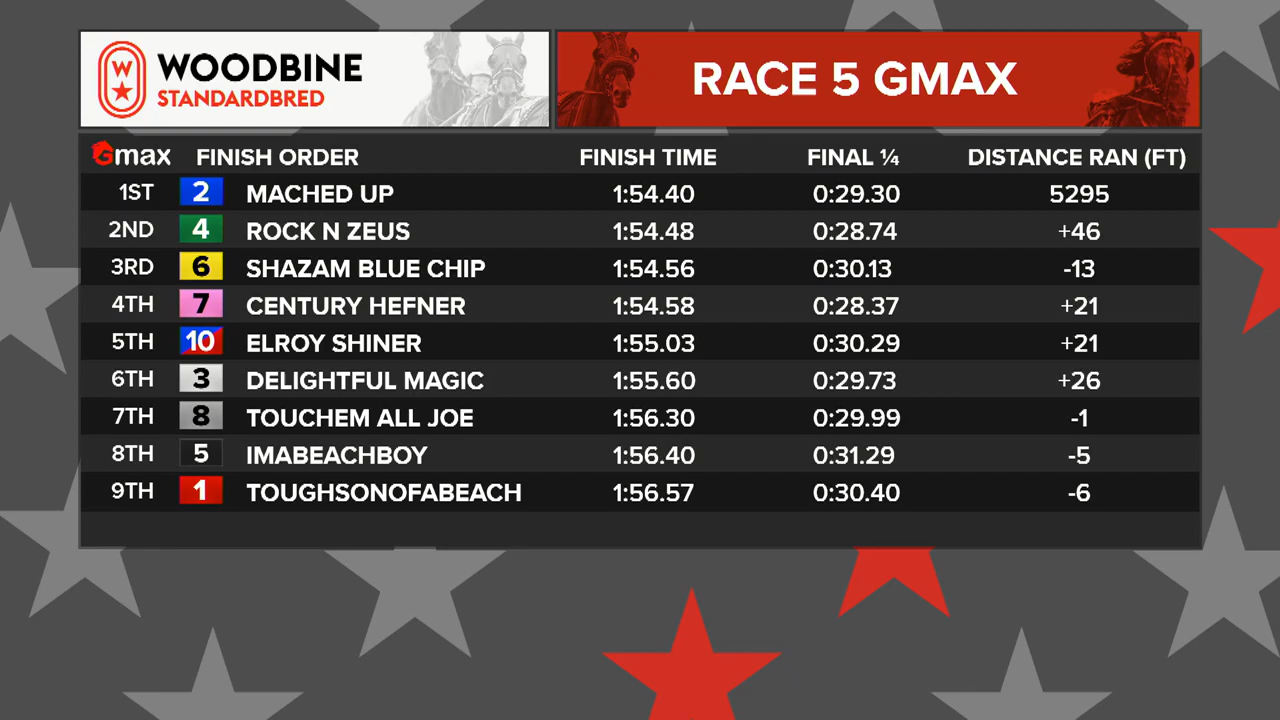 W
WOODBINE
STANDARDBRED
RACE 5 GMAX
Gmax FINISH ORDER FINISH TIME FINAL ¼ DISTANCE RAN (FT)
1ST 2 MACHED UP 1:54.40 0:29.30 5295
2ND 4 ROCK N ZEUS 1:54.48 0:28.74 +46
3RD 6 SHAZAM BLUE CHIP 1:54.56 0:30.13 -13
4TH 7 CENTURY HEFNER 1:54.58 0:28.37 +21
5TH 10 ELROY SHINER 1:55.03 0:30.29 +21
6TH 3 DELIGHTFUL MAGIC 1:55.60 0:29.73 +26
7TH 8 TOUCHEM ALL JOE 1:56.30 0:29.99 -1
8TH 5 IMABEACHBOY 1:56.40 0:31.29 -5
9TH 1 TOUGHSONOFABEACH 1:56.57 0:30.40 -6